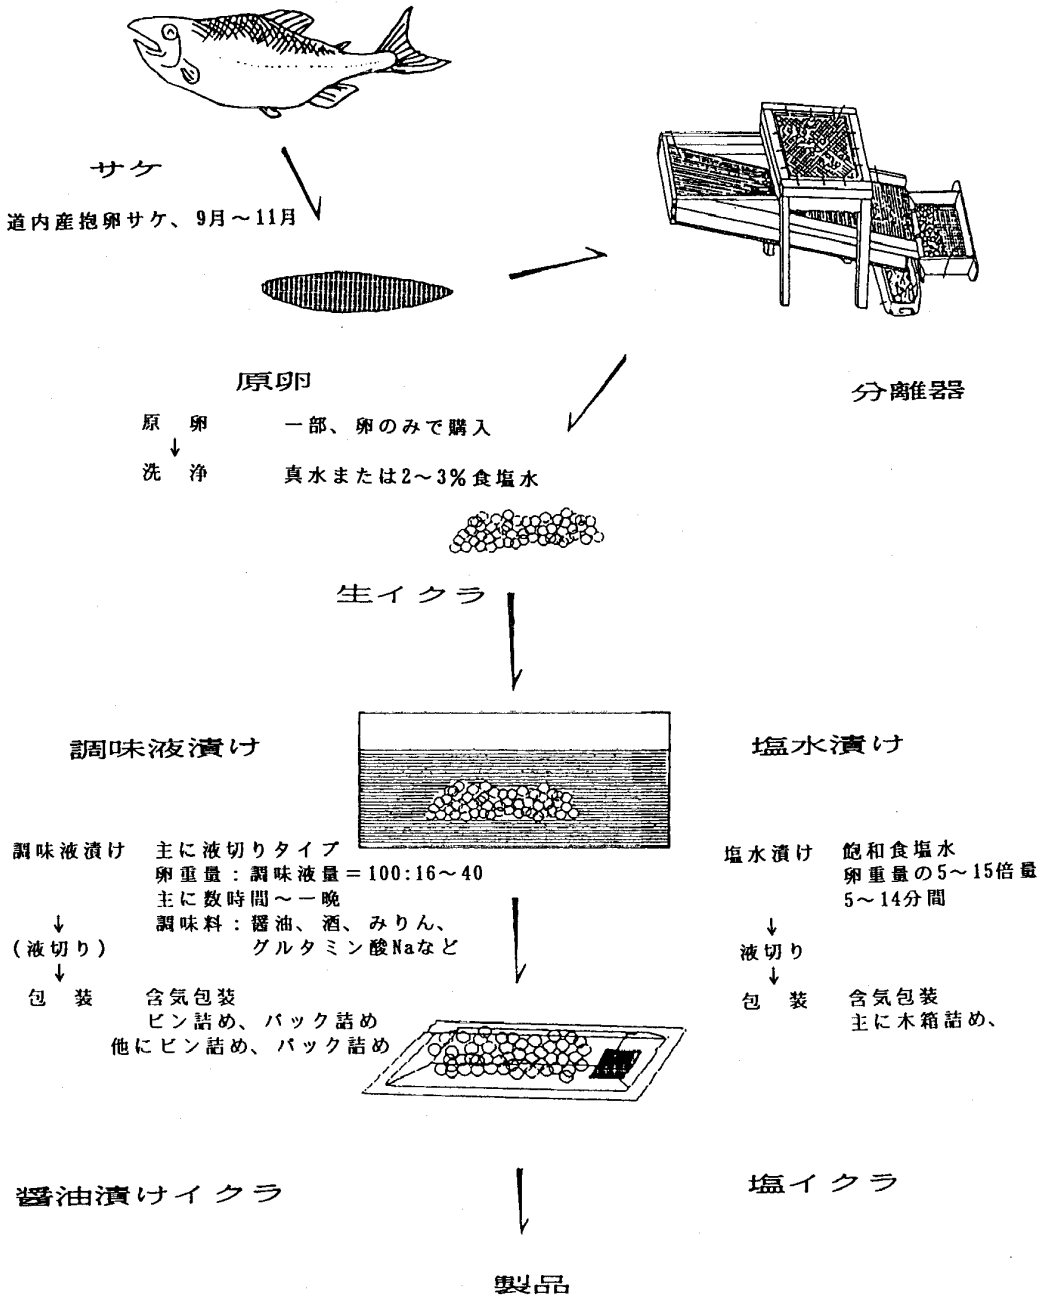 サケ
道内産抱卵サケ、9月～11月
原卵
分離器
原　卵　一部、卵のみで購入
↓
洗　浄　真水または2～3%食塩水
生イクラ
調味液漬け
塩水漬け
調味液漬け　主に液切りタイプ
卵重量：調味液量＝100:16～40
主に数時間～一晩
調味料：醤油、酒、みりん、
グルタミン酸Naなど
↓
(液切り)
↓
包　装　含気包装
ビン詰め、パック詰め
他にビン詰め、パック詰め
塩水漬け　飽和食塩水
卵重量の5～15倍量
5～14分間
↓
液切り
↓
包　装　含気包装
主に木箱詰め、
醤油漬けイクラ
塩イクラ
製品